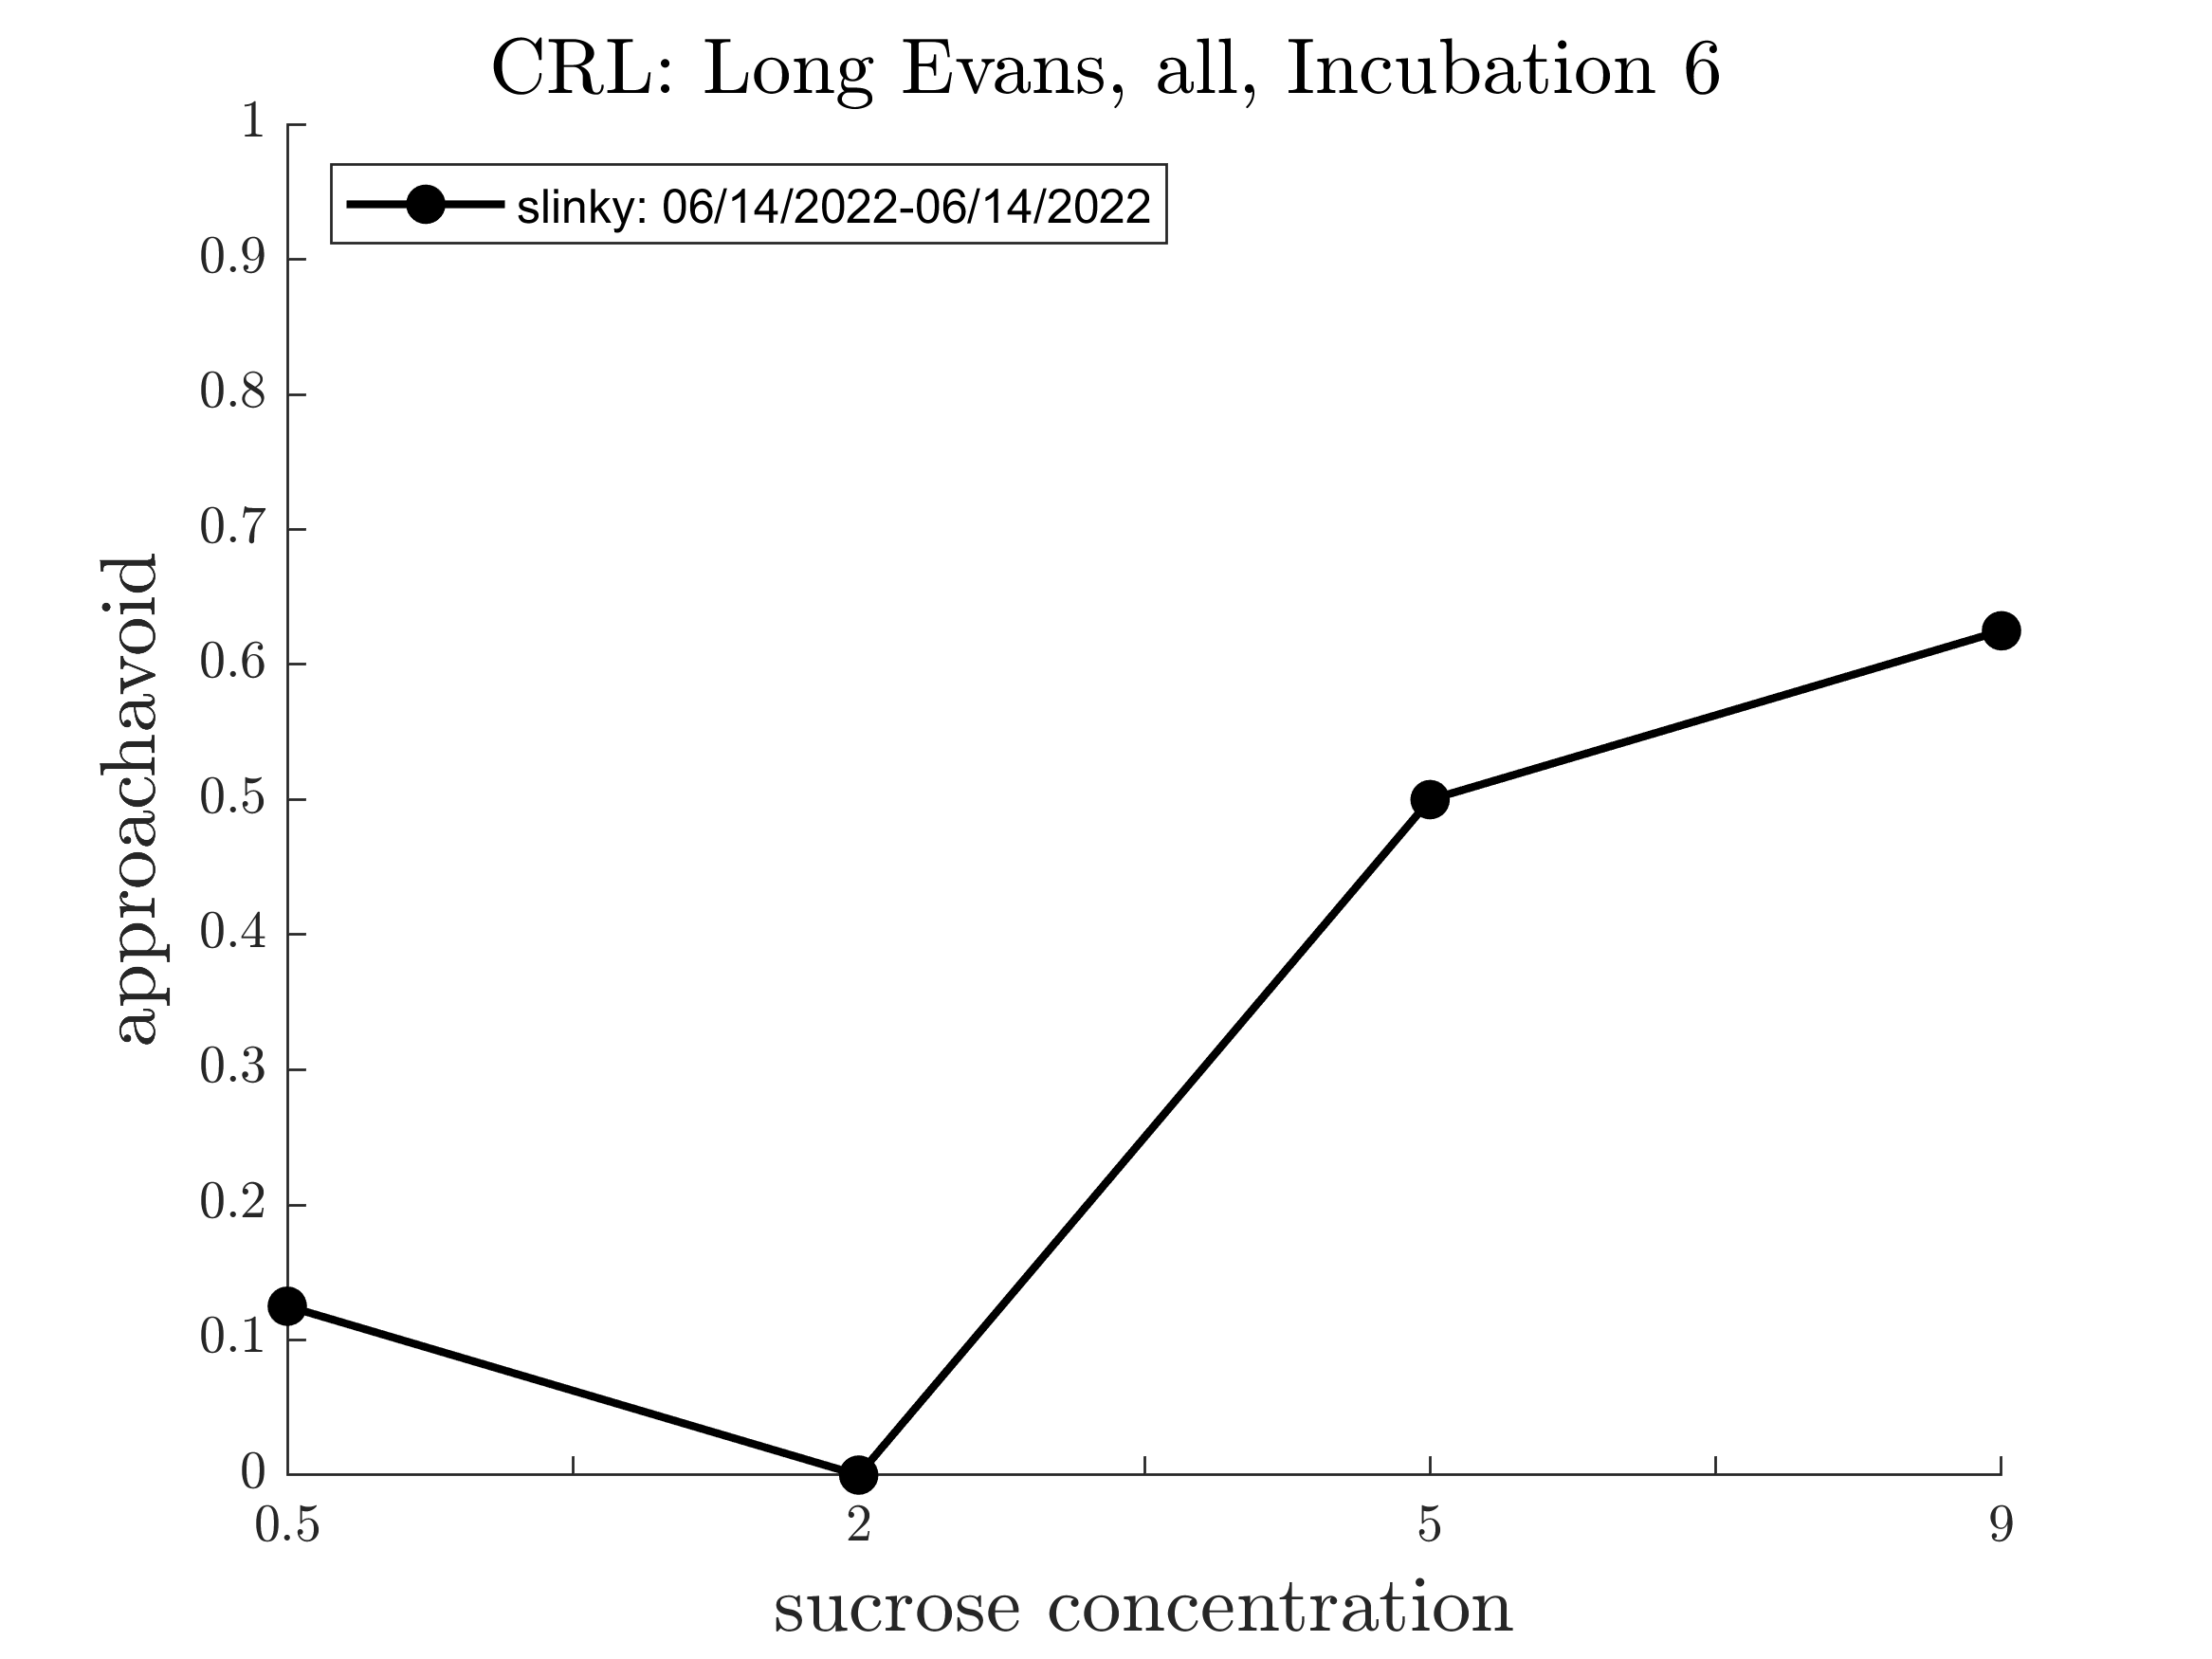 CRL: Long Evans, all, Incubation 6
slinky: 06/14/2022-06/14/2022
approachavoid
1
0.9
0.8
0.7
0.6
0.5
0.4
0.3
0.2
0.1
0
0.5 2 5 9
sucrose concentration